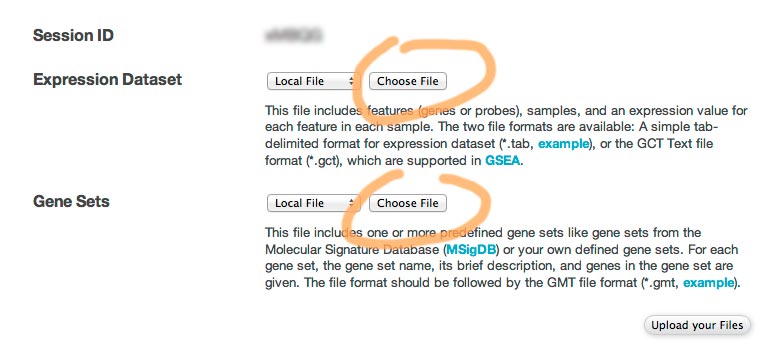 Session ID
Expression Dataset Local File Choose File
This file includes features (genes or probes), samples, and an expression value for
each feature in each sample. The two file formats are available: A simple tab-
delimited format for expression dataset (*.tab, example), or the GCT Text file
format (*.gct), which are supported in GSEA.
Gene Sets Local File Choose File
This file includes one or more predefined gene sets like gene sets from the
Molecular Signature Database (MSigDB) or your own defined gene sets. For each
gene set, the gene set name, its brief description, and genes in the gene set are
given. The file format should be followed by the GMT file format (*.gmt, example).
Upload your Files